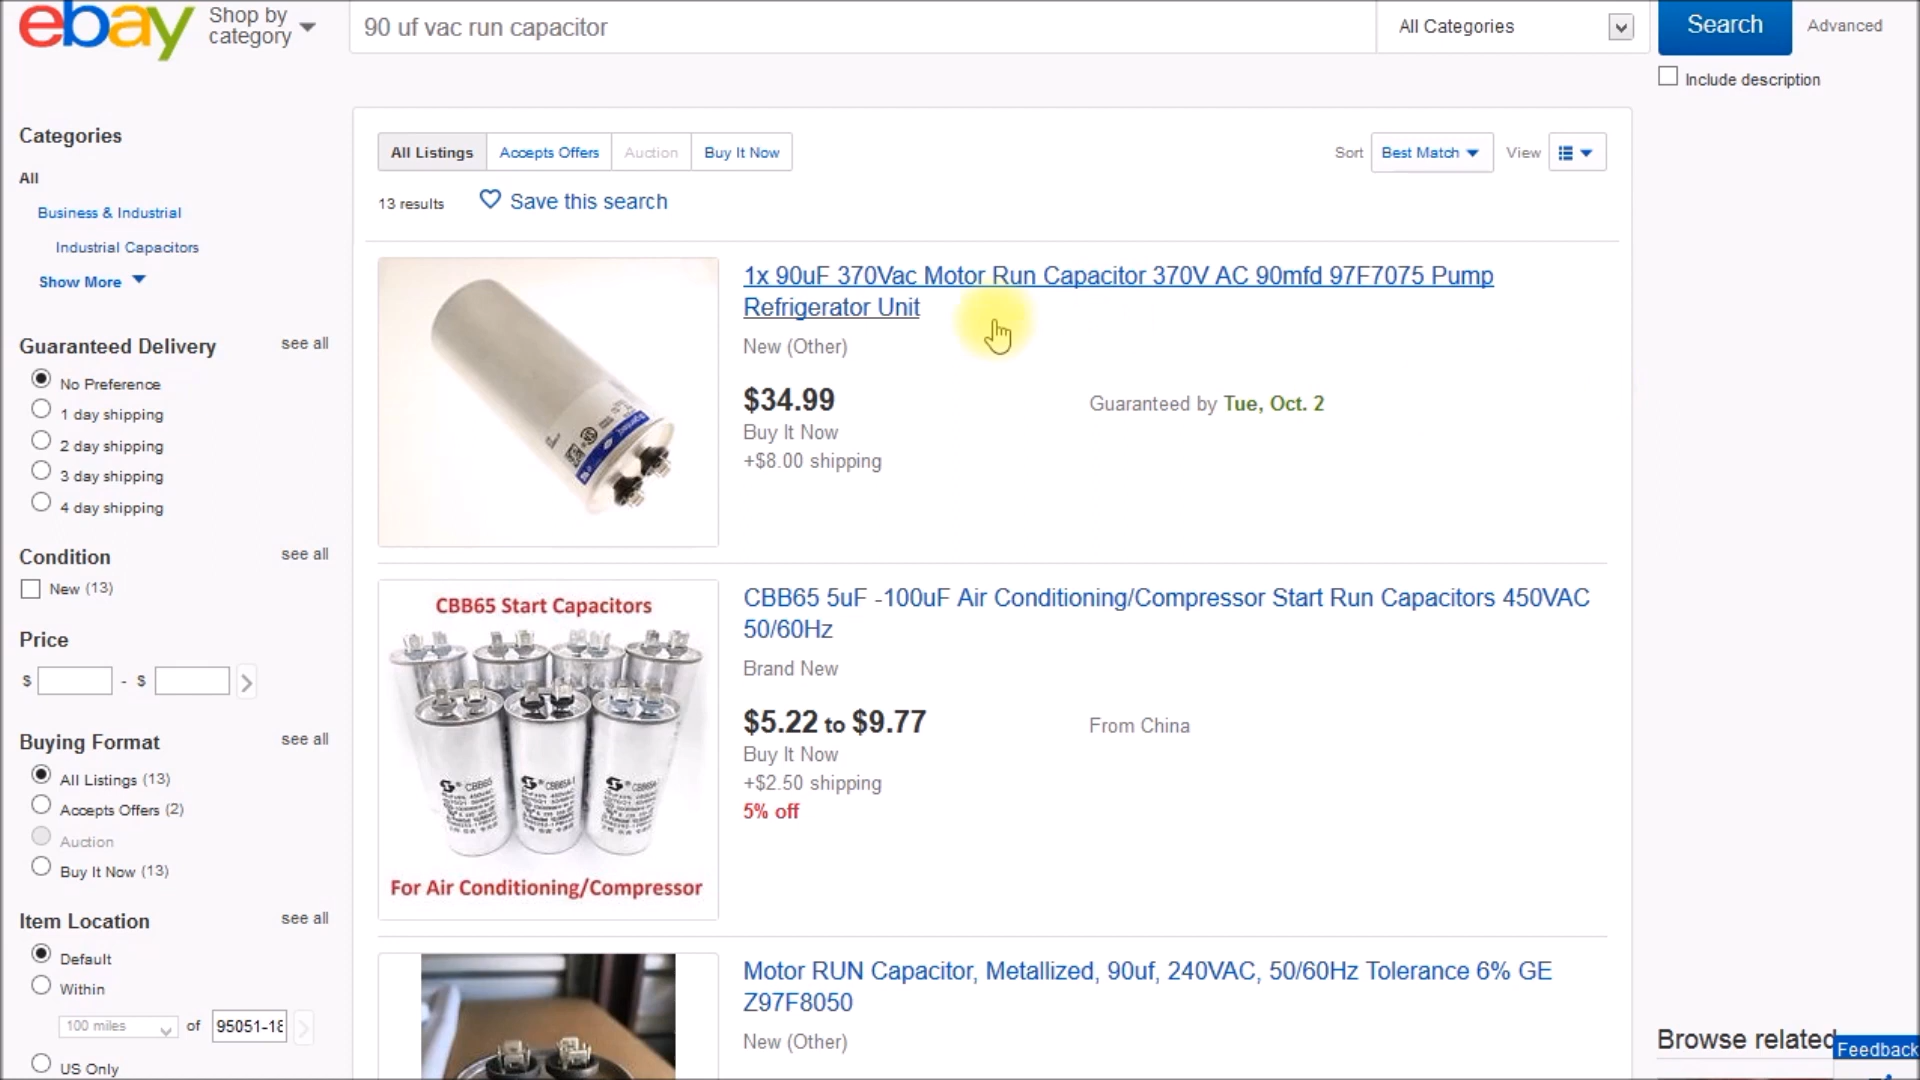 ebay
Shop by
category
90 uf vac run capacitor
All Categories
Search
Advanced
Include description
Categories
All
Business & Industrial
Industrial Capacitors
Show More
Guaranteed Delivery
see all
No Preference
1 day shipping
2 day shipping
3 day shipping
4 day shipping
Condition
see all
New (13)
Price
$ - $
Buying Format
see all
All Listings (13)
Accepts Offers (2)
Auction
Buy It Now (13)
Item Location
see all
Default
Within
100 miles of 95051-18
US Only
All Listings Accepts Offers Auction Buy It Now
Sort Best Match View
13 results Save this search
1x 90uF 370Vac Motor Run Capacitor 370V AC 90mfd 97F7075 Pump
Refrigerator Unit
New (Other)
$34.99
Guaranteed by Tue, Oct. 2
Buy It Now
+$8.00 shipping
CBB65 Start Capacitors
CBB65
For Air Conditioning/Compressor
CBB65 5uF -100uF Air Conditioning/Compressor Start Run Capacitors 450VAC
50/60Hz
Brand New
$5.22 to $9.77
From China
Buy It Now
+$2.50 shipping
5% off
Motor RUN Capacitor, Metallized, 90uf, 240VAC, 50/60Hz Tolerance 6% GE
Z97F8050
New (Other)
Browse related
Feedback